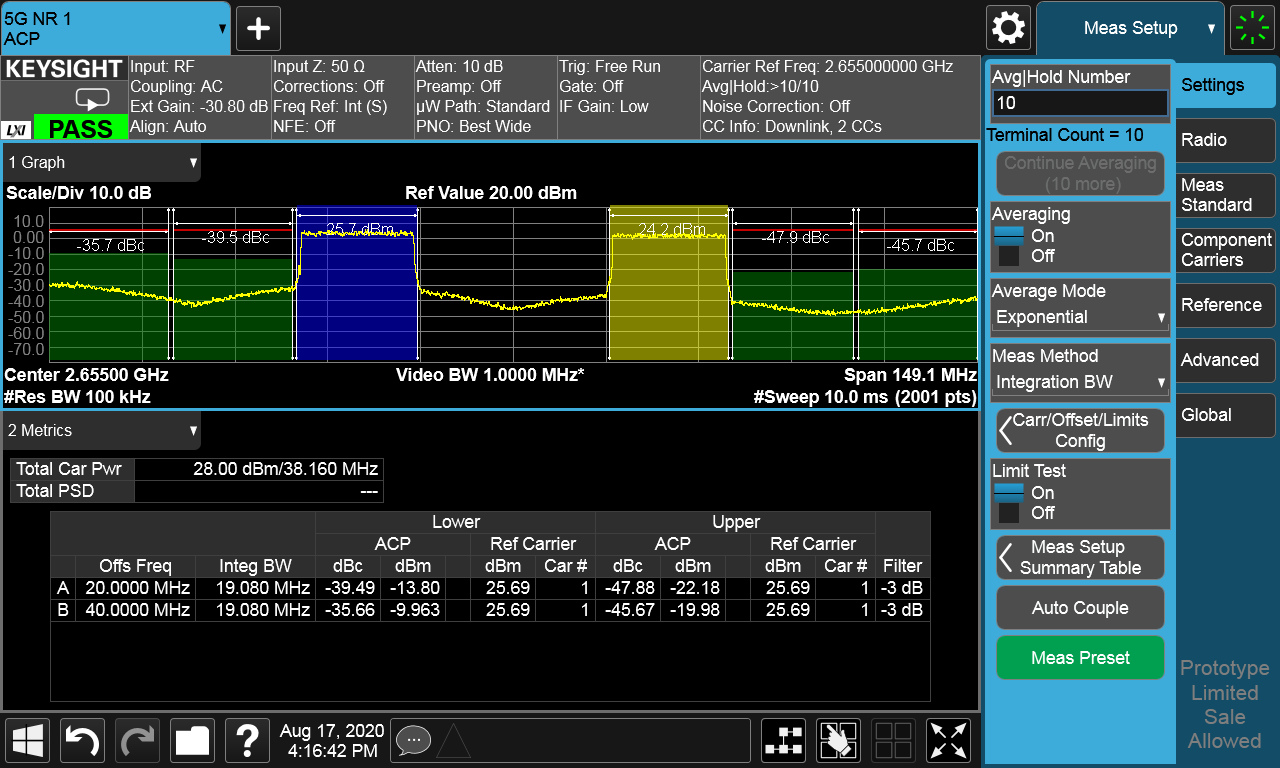 5G NR 1
ACP
Meas Setup
KEYSIGHT
LXI
PASS
Input: RF
Coupling: AC
Ext Gain: -30.80 dB
Align: Auto
Input Z: 50 Ω
Corrections: Off
Freq Ref: Int (S)
NFE: Off
Atten: 10 dB
Preamp: Off
µW Path: Standard
PNO: Best Wide
Trig: Free Run
Gate: Off
IF Gain: Low
Carrier Ref Freq: 2.655000000 GHz
Avg|Hold:>10/10
Noise Correction: Off
CC Info: Downlink, 2 CCs
1 Graph
Scale/Div 10.0 dB
Ref Value 20.00 dBm
10.0
0.00
-10.0
-20.0
-30.0
-40.0
-50.0
-60.0
-70.0
-35.7 dBc
-39.5 dBc
25.7 dBm
24.2 dBm
-47.9 dBc
-45.7 dBc
Center 2.65500 GHz
Video BW 1.0000 MHz*
Span 149.1 MHz
#Res BW 100 kHz
#Sweep 10.0 ms (2001 pts)
2 Metrics
Total Car Pwr 28.00 dBm/38.160 MHz
Total PSD ---
Lower Upper
ACP Ref Carrier ACP Ref Carrier
Offs Freq Integ BW dBc dBm dBm Car # dBc dBm dBm Car # Filter
A 20.0000 MHz 19.080 MHz -39.49 -13.80 25.69 1 -47.88 -22.18 25.69 1 -3 dB
B 40.0000 MHz 19.080 MHz -35.66 -9.963 25.69 1 -45.67 -19.98 25.69 1 -3 dB
Aug 17, 2020
4:16:42 PM
Avg|Hold Number
10
Terminal Count = 10
Continue Averaging
(10 more)
Averaging
On
Off
Average Mode
Exponential
Meas Method
Integration BW
Carr/Offset/Limits
Config
Limit Test
On
Off
Meas Setup
Summary Table
Auto Couple
Meas Preset
Settings
Radio
Meas
Standard
Component
Carriers
Reference
Advanced
Global
Prototype
Limited
Sale
Allowed